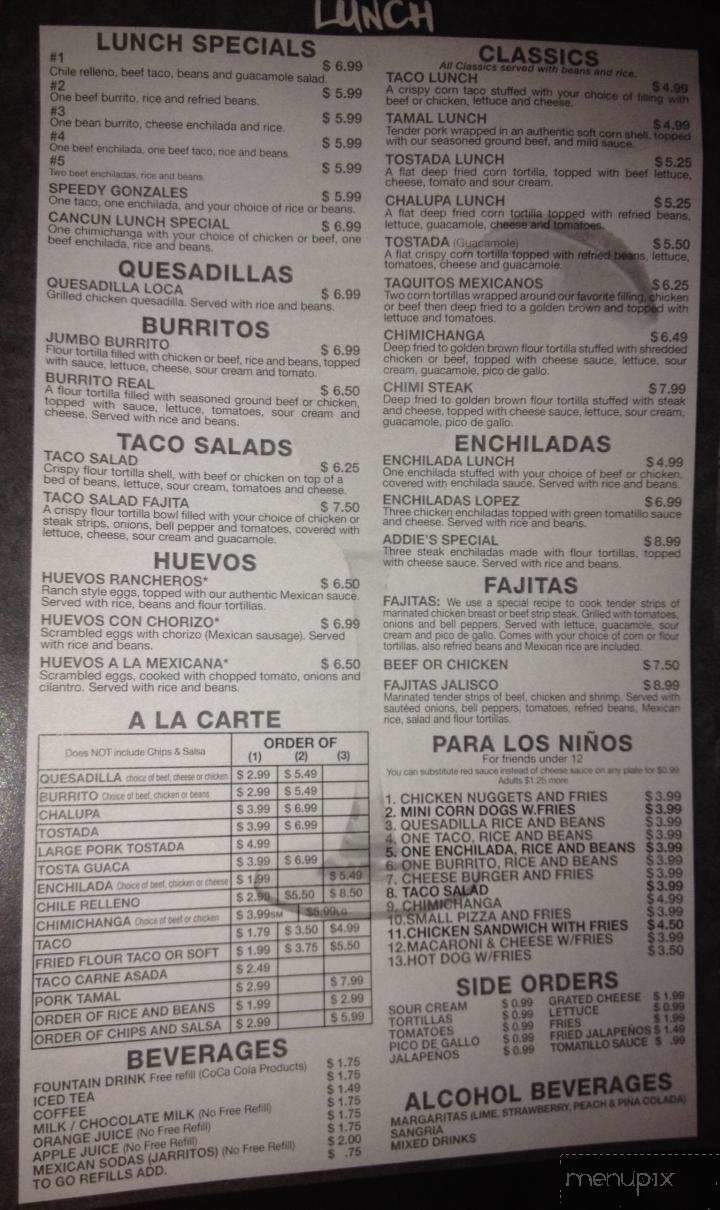 LUNCH
LUNCH SPECIALS
#1 $ 6.99
Chile relleno, beef taco, beans and guacamole salad.
#2 $ 5.99
One beef burrito, rice and refried beans.
#3 $ 5.99
One bean burrito, cheese enchilada and rice.
#4 $ 5.99
One beef enchilada, one beef taco, rice and beans
#5 $ 5.99
Two beef enchiladas, rice and beans
SPEEDY GONZALES $ 5.99
One taco, one enchilada, and your choice of rice or beans.
CANCUN LUNCH SPECIAL $ 6.99
One chimichanga with your choice of chicken or beef, one
beef enchilada, rice and beans.
QUESADILLAS
QUESADILLA LOCA $ 6.99
Grilled chicken quesadilla. Served with rice and beans.
BURRITOS
JUMBO BURRITO $ 6.99
Flour tortilla filled with chicken or beef, rice and beans, topped
with sauce, lettuce, cheese, sour cream and tomato.
BURRITO REAL $ 6.50
A flour tortilla filled with seasoned ground beef or chicken,
topped with sauce, lettuce, tomatoes, sour cream and
cheese. Served with rice and beans.
TACO SALADS
TACO SALAD $ 6.25
Crispy flour tortilla shell, with beef or chicken on top of a
bed of beans, lettuce, sour cream, tomatoes and cheese.
TACO SALAD FAJITA $ 7.50
A crispy flour tortilla bowl filled with your choice of chicken or
steak strips, onions, bell pepper and tomatoes, covered with
lettuce, cheese, sour cream and guacamole.
HUEVOS
HUEVOS RANCHEROS* $ 6.50
Ranch style eggs, topped with our authentic Mexican sauce.
Served with rice, beans and flour tortillas.
HUEVOS CON CHORIZO* $ 6.99
Scrambled eggs with chorizo (Mexican sausage). Served
with rice and beans.
HUEVOS A LA MEXICANA* $ 6.50
Scrambled eggs, cooked with chopped tomato, onions and
cilantro. Served with rice and beans.
A LA CARTE
Does NOT include Chips & Salsa
ORDER OF
(1) (2) (3)
QUESADILLA choice of beef, cheese or chicken $ 2.99 $ 5.49
BURRITO Choice of beef, chicken or beans $ 2.99 $ 5.49
CHALUPA $ 3.99 $ 6.99
TOSTADA $ 3.99 $ 6.99
LARGE PORK TOSTADA $ 4.99
TOSTA GUACA $ 3.99 $ 6.99
ENCHILADA Choice of beef, chicken or cheese $ 1.99 $ 5.49
CHILE RELLENO $ 2.99 $5.50 $ 8.50
CHIMICHANGA Choice of beef or chicken $ 3.99SM $5.99LG
TACO $ 1.79 $ 3.50 $4.99
FRIED FLOUR TACO OR SOFT $ 1.99 $ 3.75 $5.50
TACO CARNE ASADA $ 2.49
PORK TAMAL $ 2.99 $ 7.99
ORDER OF RICE AND BEANS $ 1.99 $ 2.99
ORDER OF CHIPS AND SALSA $ 2.99 $ 5.99
BEVERAGES
FOUNTAIN DRINK Free refill (CoCa Cola Products) $ 1.75
ICED TEA $ 1.75
COFFEE $ 1.49
MILK / CHOCOLATE MILK (No Free Refill) $ 1.75
ORANGE JUICE (No Free Refill) $ 1.75
APPLE JUICE (No Free Refill) $ 1.75
MEXICAN SODAS (JARRITOS) (No Free Refill) $ 2.00
TO GO REFILLS ADD. $ .75
CLASSICS
All Classics served with beans and rice.
TACO LUNCH $ 4.99
A crispy corn taco stuffed with your choice of filling with
beef or chicken, lettuce and cheese.
TAMAL LUNCH $ 4.99
Tender pork wrapped in an authentic soft corn shell, topped
with our seasoned ground beef, and mild sauce.
TOSTADA LUNCH $ 5.25
A flat deep fried corn tortilla, topped with beef lettuce,
cheese, tomato and sour cream.
CHALUPA LUNCH $ 5.25
A flat deep fried corn tortilla topped with refried beans,
lettuce, guacamole, cheese and tomatoes.
TOSTADA (Guacamole) $ 5.50
A flat crispy corn tortilla topped with refried beans, lettuce,
tomatoes, cheese and guacamole.
TAQUITOS MEXICANOS $ 6.25
Two corn tortillas wrapped around our favorite filling, chicken
or beef then deep fried to a golden brown and topped with
lettuce and tomatoes.
CHIMICHANGA $ 6.49
Deep fried to golden brown flour tortilla stuffed with shredded
chicken or beef, topped with cheese sauce, lettuce, sour
cream, guacamole, pico de gallo.
CHIMI STEAK $ 7.99
Deep fried to golden brown flour tortilla stuffed with steak
and cheese, topped with cheese sauce, lettuce, sour cream,
guacamole, pico de gallo.
ENCHILADAS
ENCHILADA LUNCH $ 4.99
One enchilada stuffed with your choice of beef or chicken,
covered with enchilada sauce. Served with rice and beans.
ENCHILADAS LOPEZ $ 6.99
Three chicken enchiladas topped with green tomatillo sauce
and cheese. Served with rice and beans.
ADDIE'S SPECIAL $ 8.99
Three steak enchiladas made with flour tortillas, topped
with cheese sauce. Served with rice and beans.
FAJITAS
FAJITAS: We use a special recipe to cook tender strips of
marinated chicken breast or beef strip steak. Grilled with tomatoes,
onions and bell peppers. Served with lettuce, guacamole, sour
cream and pico de gallo. Comes with your choice of corn or flour
tortillas, also refried beans and Mexican rice are included.
BEEF OR CHICKEN $ 7.50
FAJITAS JALISCO $ 8.99
Marinated tender strips of beef, chicken and shrimp. Served with
sautéed onions, bell peppers, tomatoes, refried beans, Mexican
rice, salad and flour tortillas.
PARA LOS NIÑOS
For friends under 12
You can substitute red sauce instead of cheese sauce on any plate for $0.99
Adults $1.25 more
1. CHICKEN NUGGETS AND FRIES $ 3.99
2. MINI CORN DOGS W.FRIES $ 3.99
3. QUESADILLA RICE AND BEANS $ 3.99
4. ONE TACO, RICE AND BEANS $ 3.99
5. ONE ENCHILADA, RICE AND BEANS $ 3.99
6. ONE BURRITO, RICE AND BEANS $ 3.99
7. CHEESE BURGER AND FRIES $ 3.99
8. TACO SALAD $ 3.99
9. CHIMICHANGA $ 4.99
10.SMALL PIZZA AND FRIES $ 3.99
11.CHICKEN SANDWICH WITH FRIES $ 4.50
12.MACARONI & CHEESE W/FRIES $ 3.99
13.HOT DOG W/FRIES $ 3.50
SIDE ORDERS
SOUR CREAM $ 0.99 GRATED CHEESE $ 1.99
TORTILLAS $ 0.99 LETTUCE $ 0.99
TOMATOES $ 0.99 FRIES $ 1.99
PICO DE GALLO $ 0.99 FRIED JALAPEÑOS $ 1.49
JALAPEÑOS $ 0.99 TOMATILLO SAUCE $ .99
ALCOHOL BEVERAGES
MARGARITAS (LIME, STRAWBERRY, PEACH & PIÑA COLADA)
SANGRIA
MIXED DRINKS
menupix